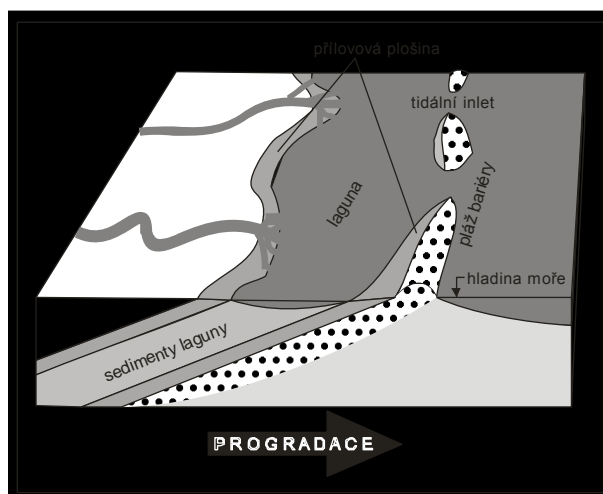 přílovová plošina
tidální inlet
laguna
pláž bariéry
hladina moře
sedimenty laguny
PROGRADACE